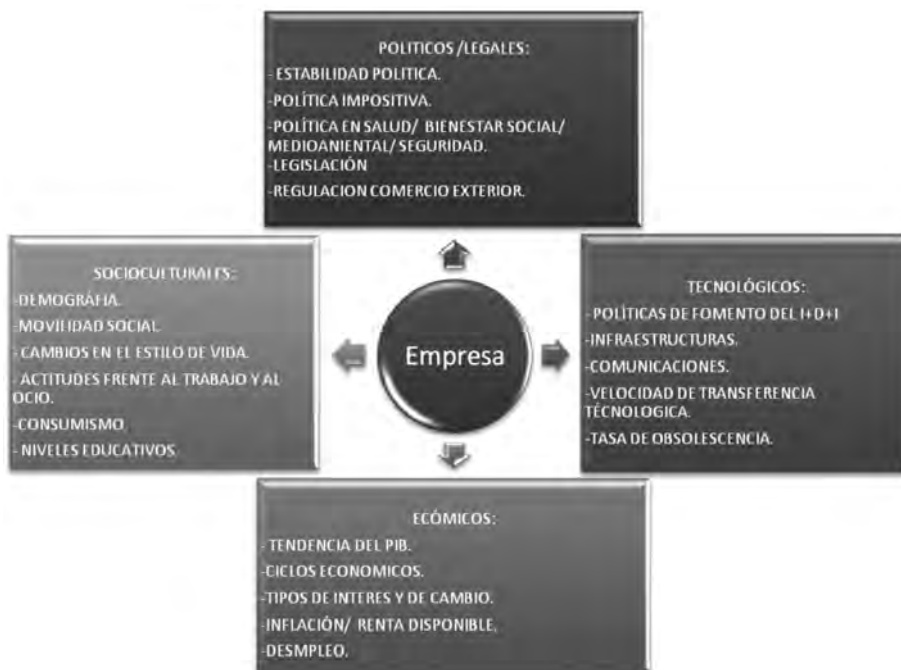 POLITICOS /LEGALES:
- ESTABILIDAD POLITICA.
-POLÍTICA IMPOSITIVA.
-POLÍTICA EN SALUD/ BIENESTAR SOCIAL/
MEDIOANIENTAL/ SEGURIDAD.
-LEGISLACIÓN
-REGULACION COMERCIO EXTERIOR.
SOCIOCULTURALES:
-DEMOGRÁFIA.
-MOVILIDAD SOCIAL
-CAMBIOS EN EL ESTILO DE VIDA.
- ACTITUDES FRENTE AL TRABAJO Y AL
OCIO.
-CONSUMISMO
- NIVELES EDUCATIVOS.
Empresa
TECNOLÓGICOS:
-POLÍTICAS DE FOMENTO DEL I+D+I
-INFRAESTRUCTURAS.
-COMUNICACIONES.
-VELOCIDAD DE TRANSFERENCIA
TÉCNOLOGICA.
-TASA DE OBSOLESCENCIA.
ECÓMICOS:
- TENDENCIA DEL PIB.
-CICLOS ECONOMICOS.
-TIPOS DE INTERES Y DE CAMBIO.
-INFLACIÓN/ RENTA DISPONIBLE.
-DESMPLEO.